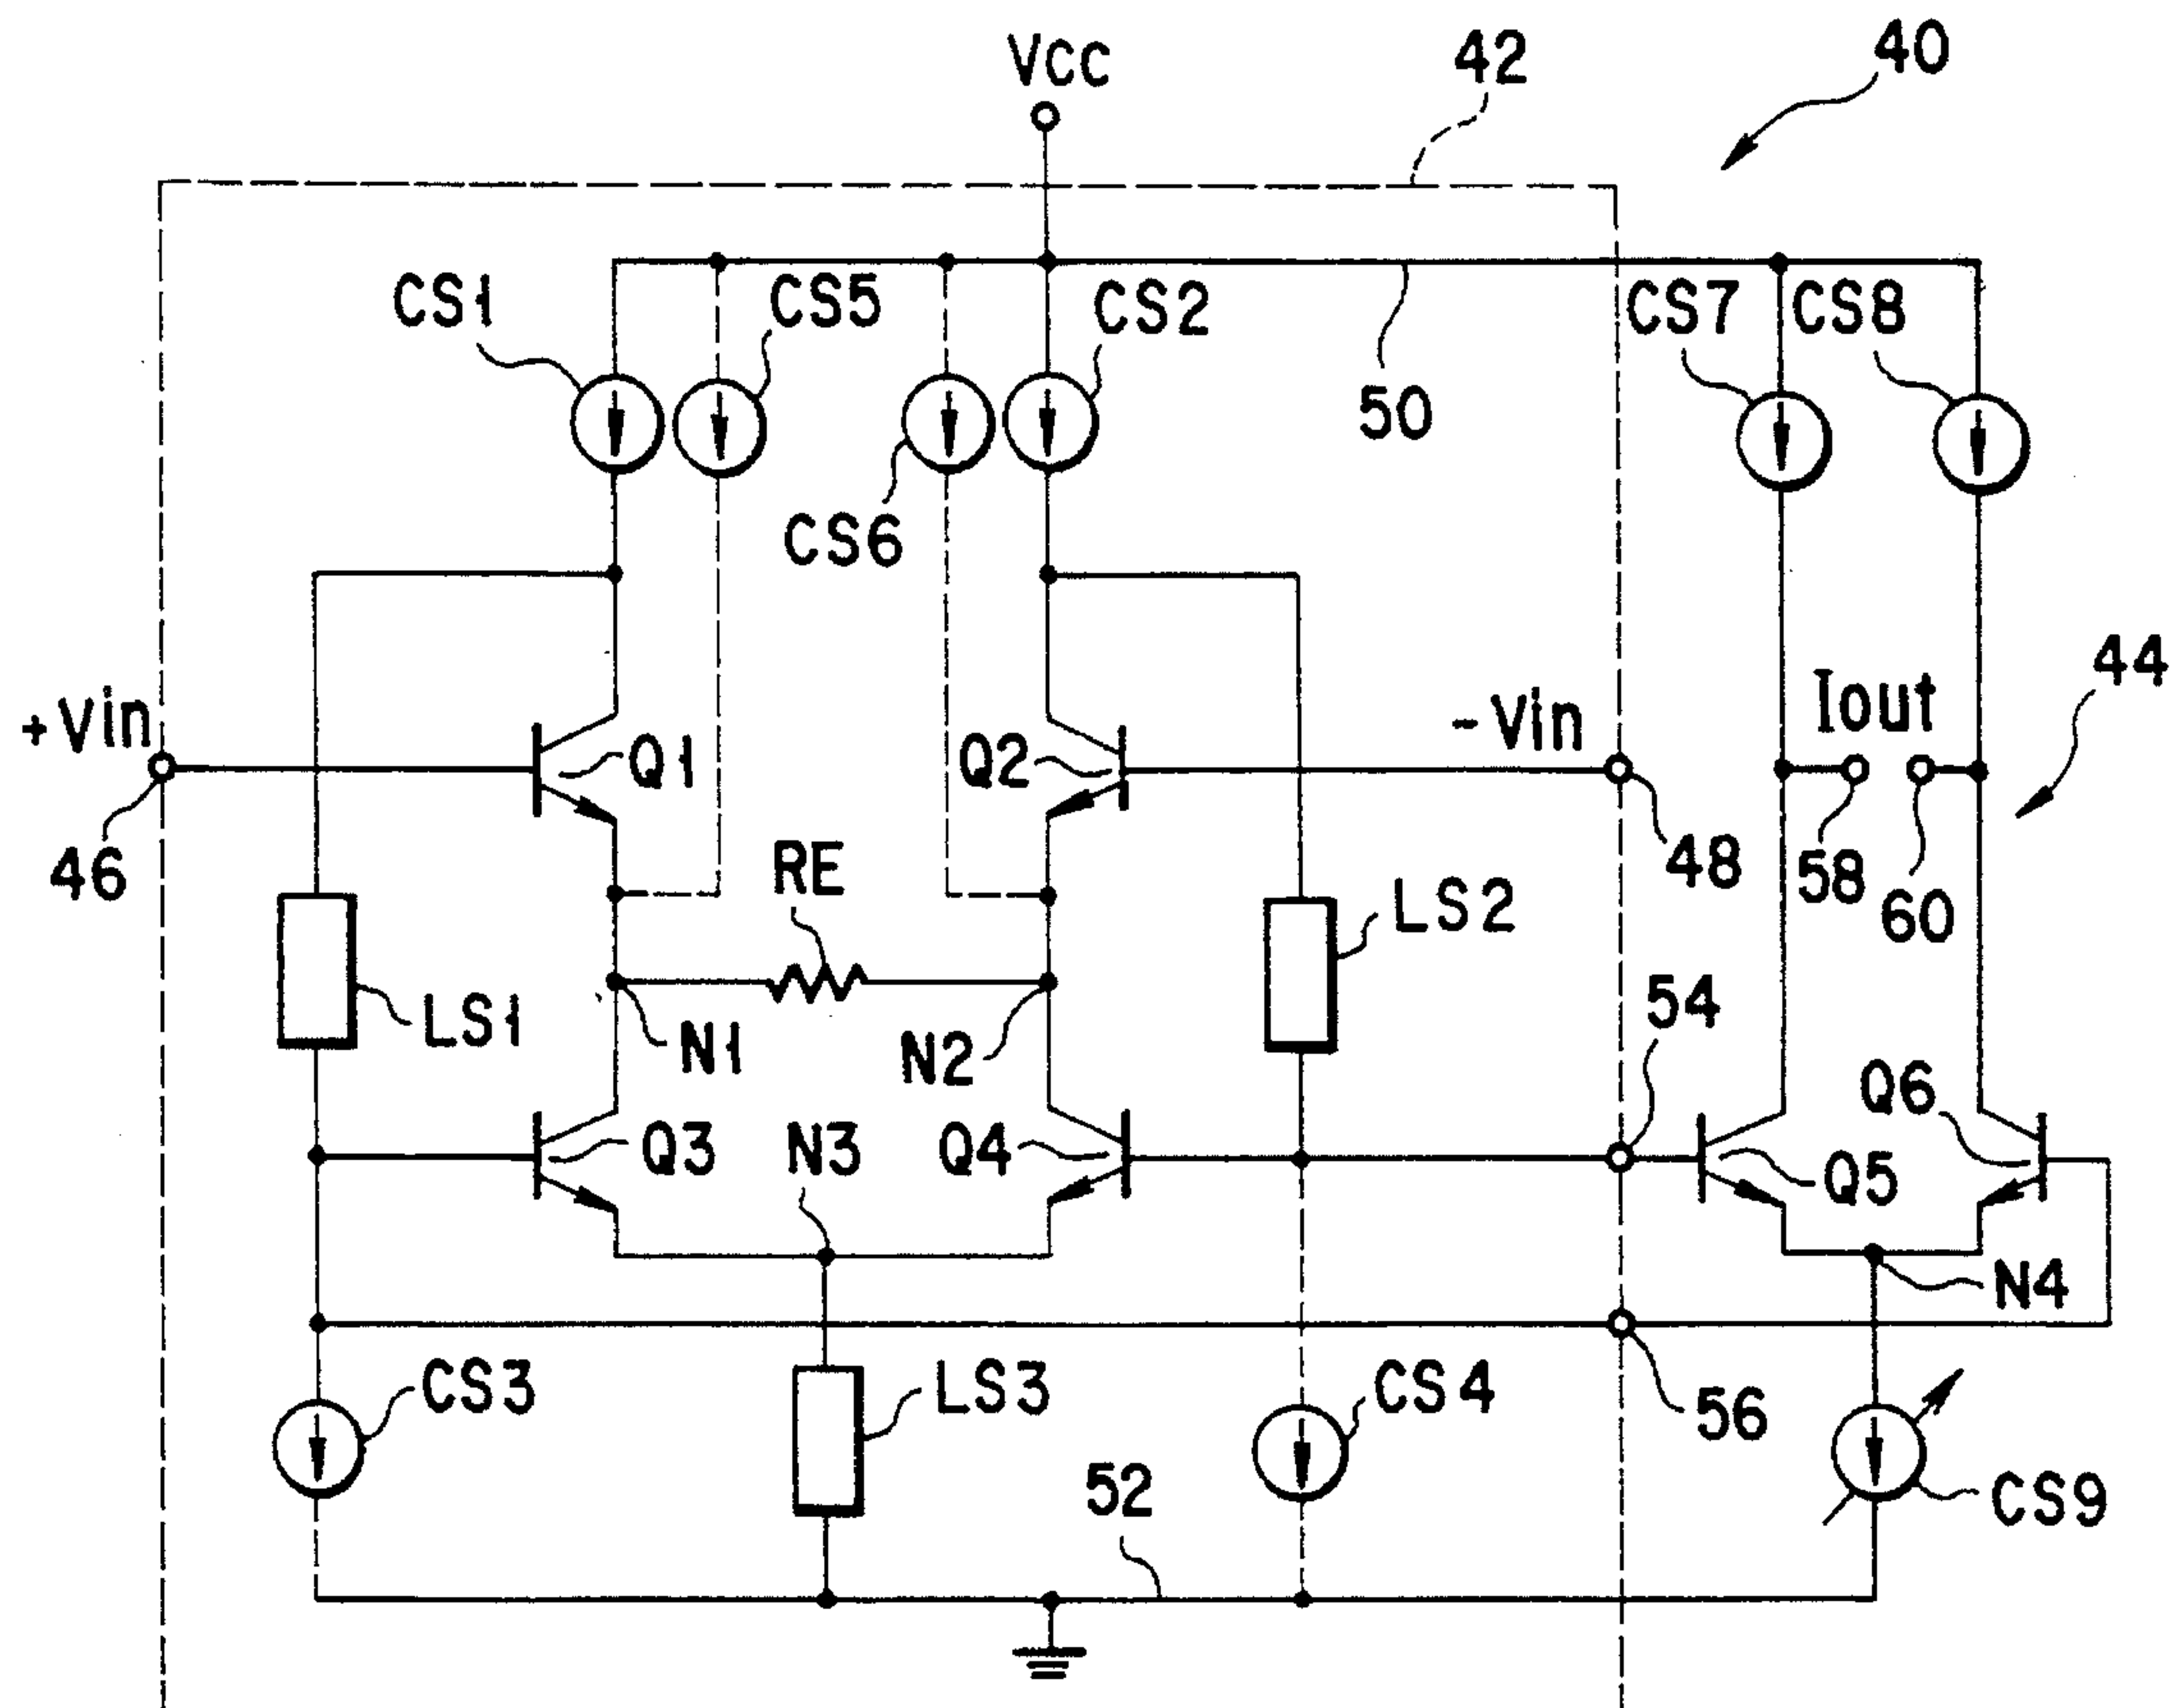 VCC
42
40
CS1
CS5
CS2
CS7
CS8
50
CS6
44
+Vin
Q1
Q2
-Vin
Iout
46
RE
48
58
60
LS2
LS1
N1
N2
54
Q6
Q3
N3
Q4
Q5
N4
CS3
LS3
CS4
56
52
CS9